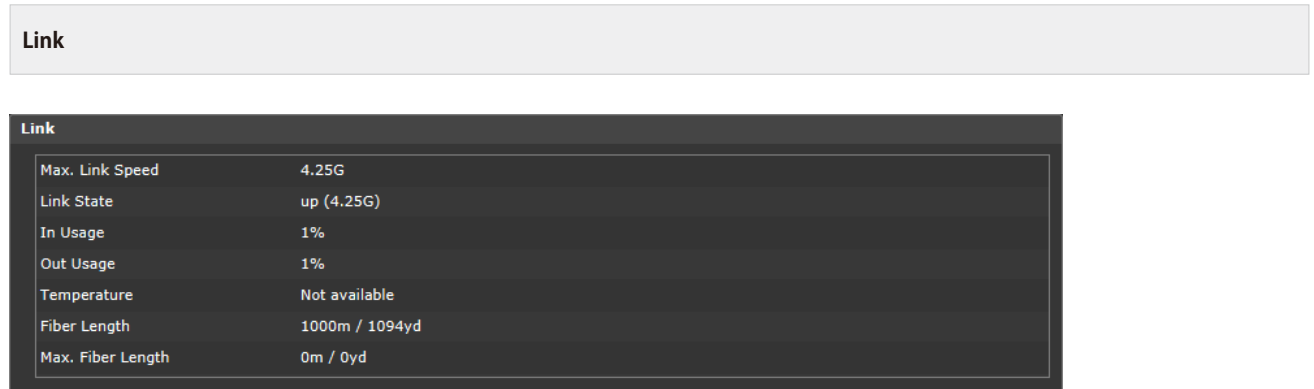 Link
Link
Max. Link Speed 4.25G
Link State up (4.25G)
In Usage 1%
Out Usage 1%
Temperature Not available
Fiber Length 1000m / 1094yd
Max. Fiber Length 0m / 0yd